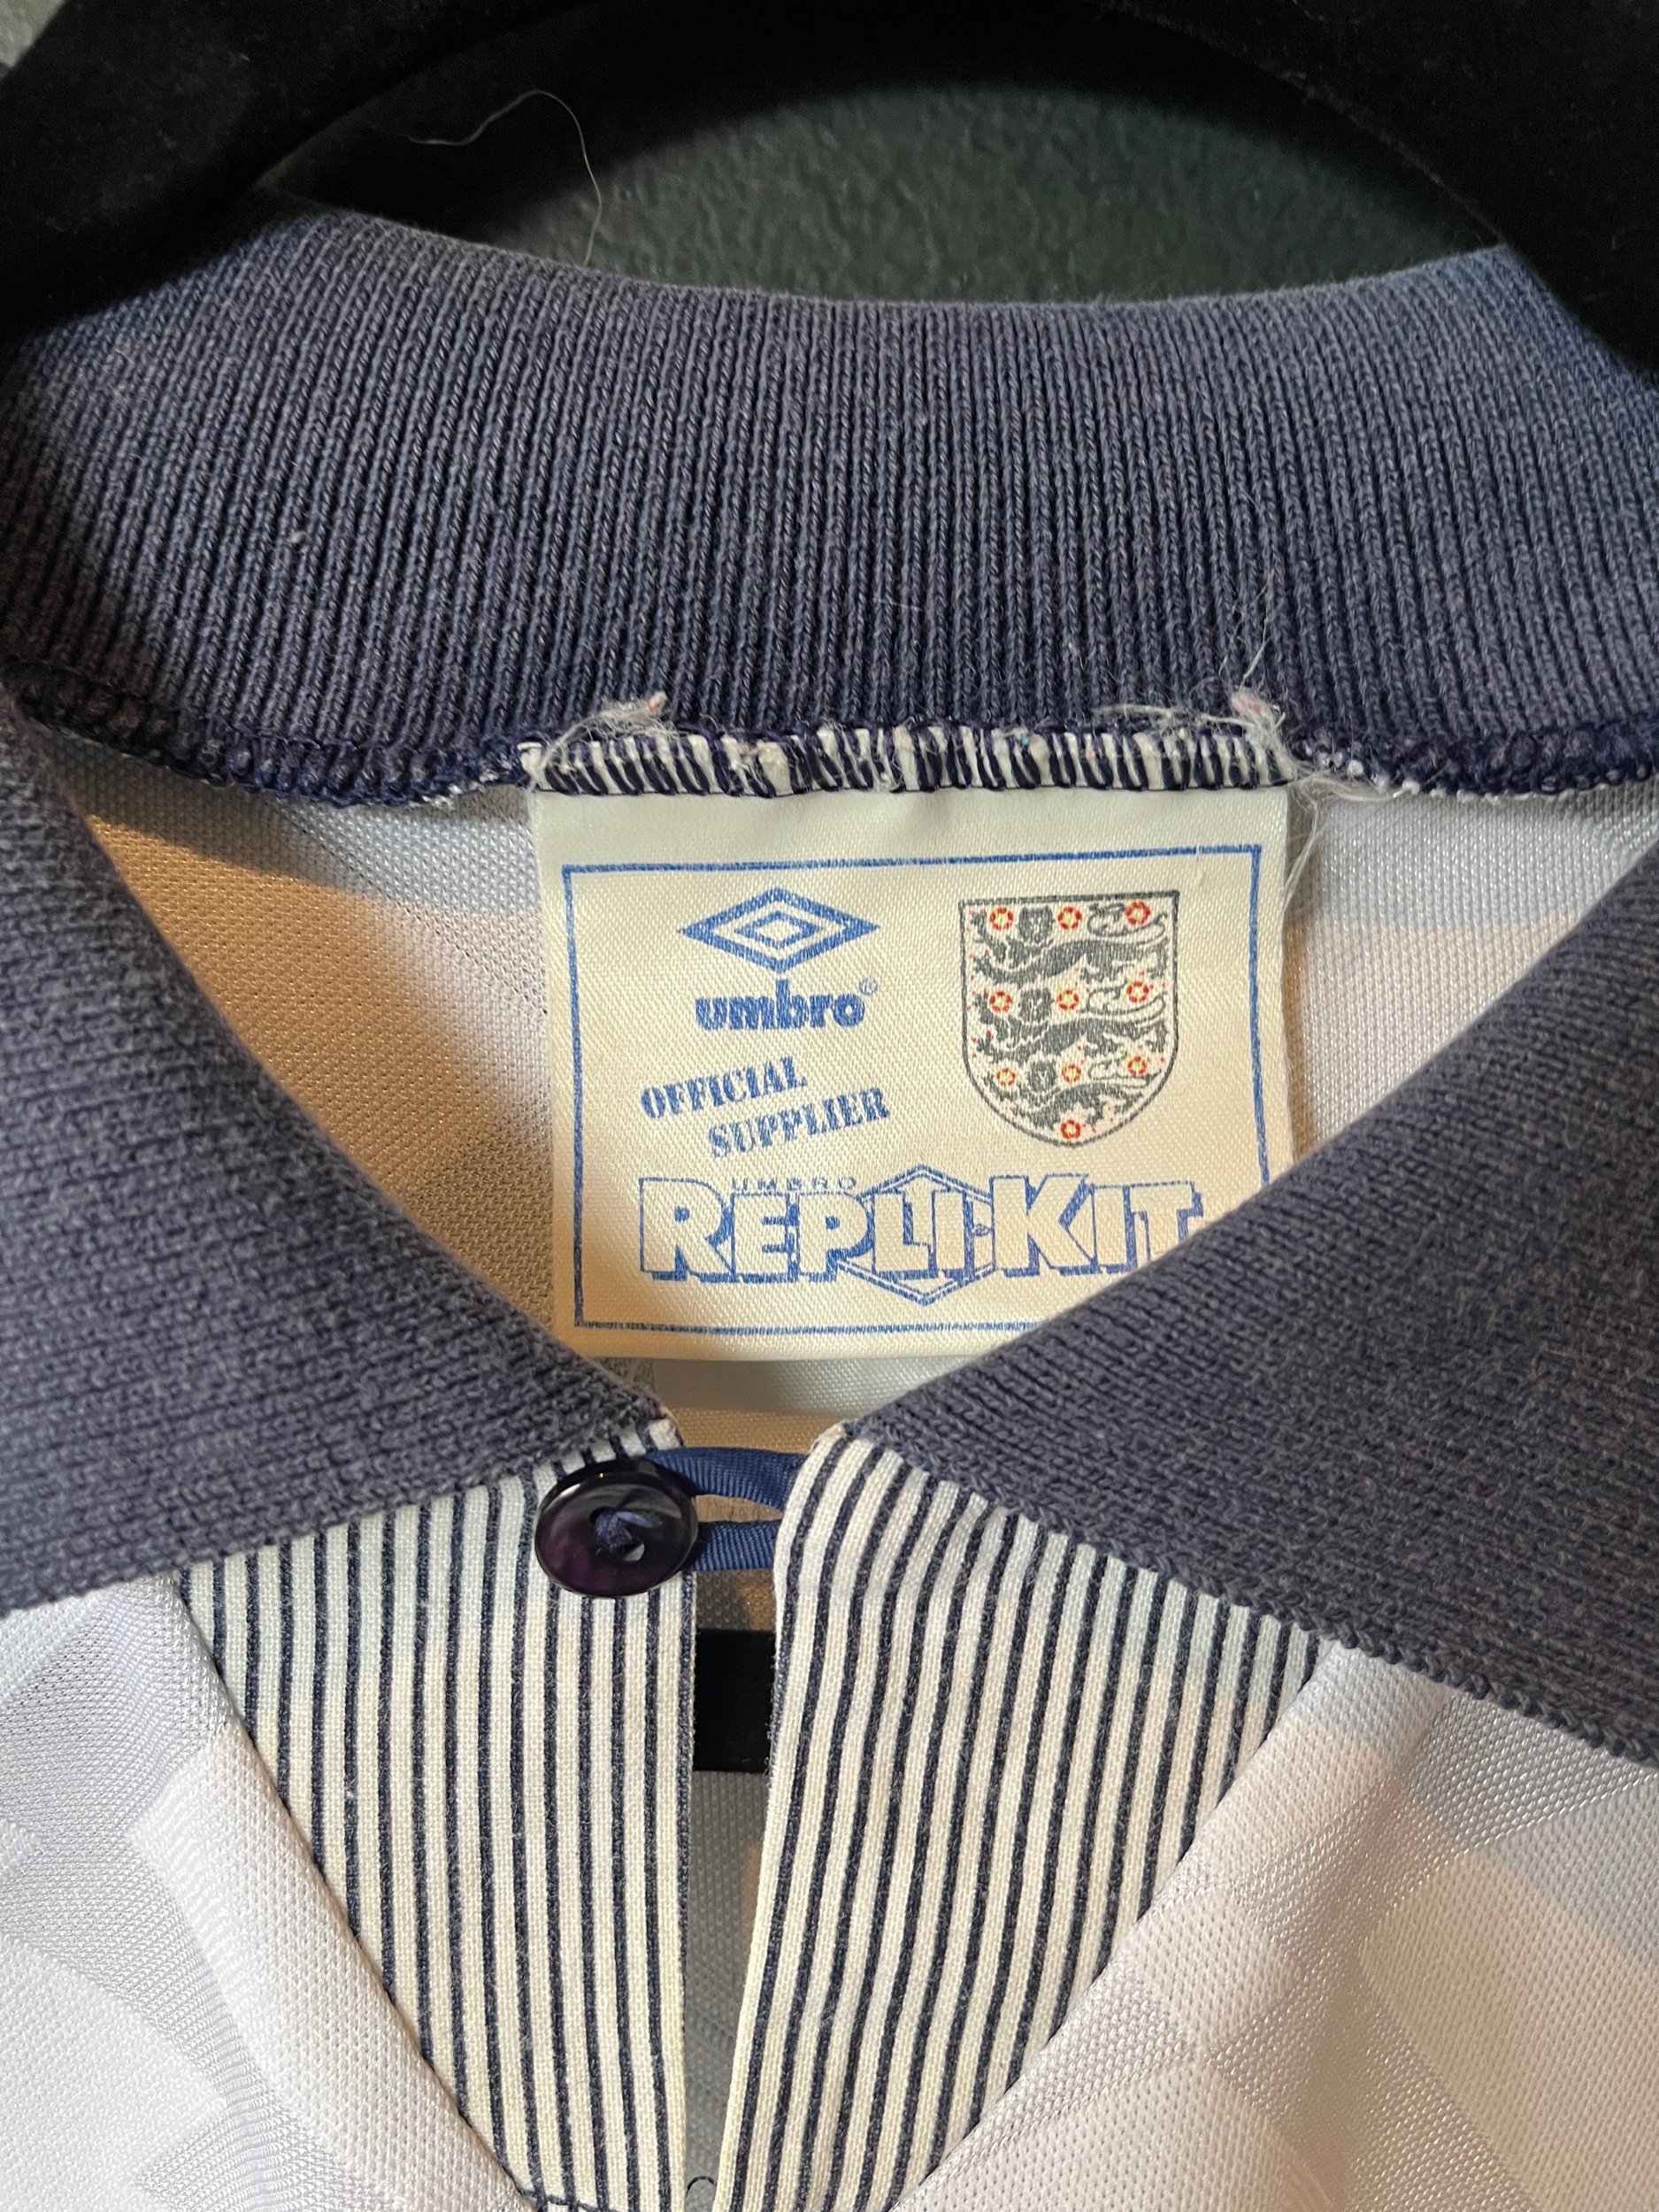 umbro®
OFFICIAL
SUPPLIER
UMBRO
REPLI-KIT